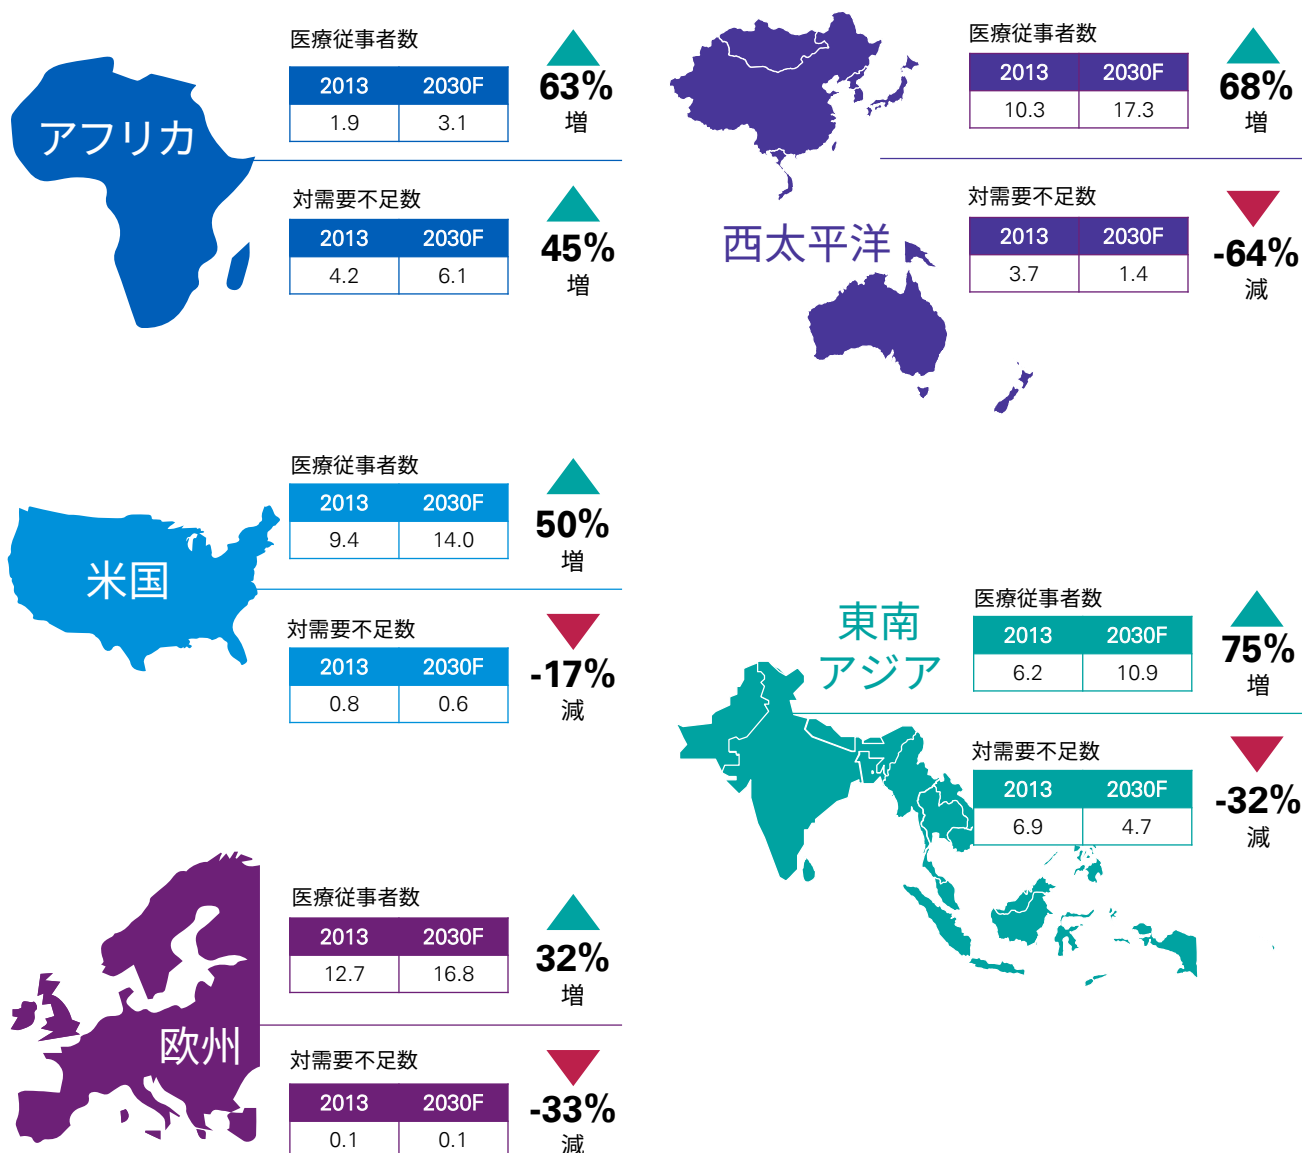 アフリカ
医療従事者数
2013 2030F
1.9 3.1
63%
増
対需要不足数
2013 2030F
4.2 6.1
45%
増
西太平洋
医療従事者数
2013 2030F
10.3 17.3
68%
増
対需要不足数
2013 2030F
3.7 1.4
-64%
減
米国
医療従事者数
2013 2030F
9.4 14.0
50%
増
対需要不足数
2013 2030F
0.8 0.6
-17%
減
東南
アジア
医療従事者数
2013 2030F
6.2 10.9
75%
増
対需要不足数
2013 2030F
6.9 4.7
-32%
減
欧州
医療従事者数
2013 2030F
12.7 16.8
32%
増
対需要不足数
2013 2030F
0.1 0.1
-33%
減